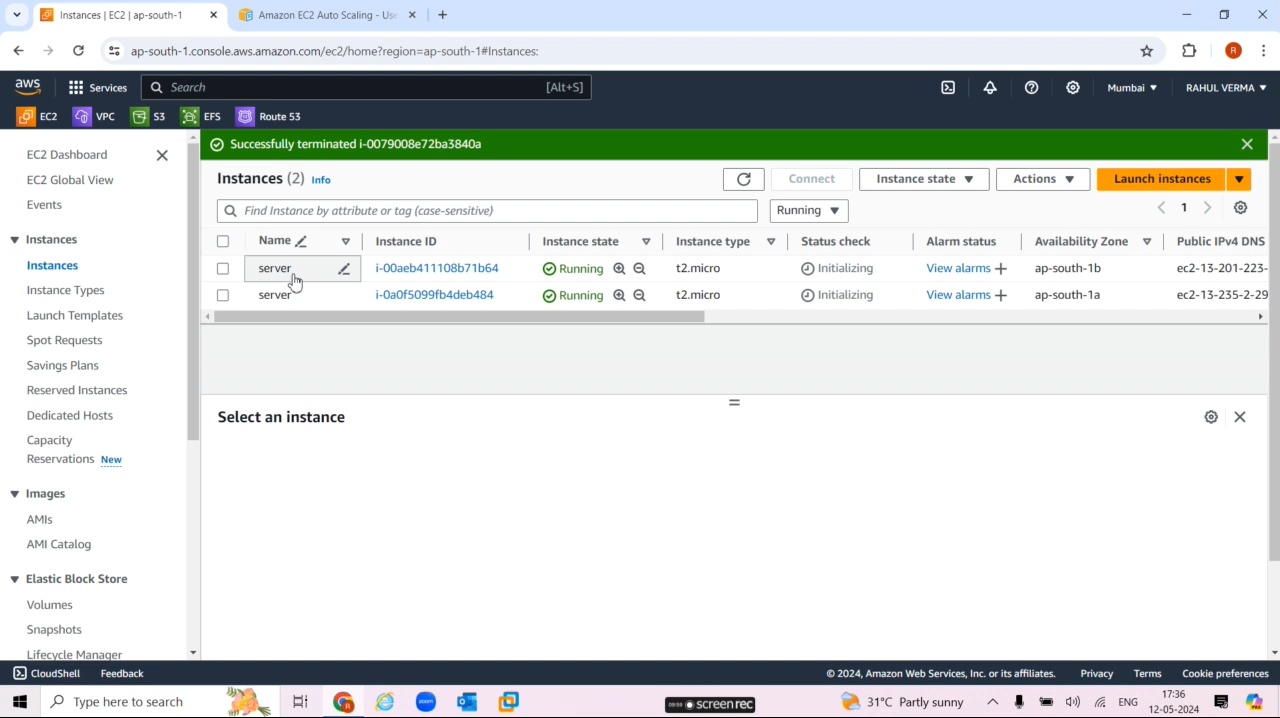 Instances | EC2 | ap-south-1
Amazon EC2 Auto Scaling - Use
ap-south-1.console.aws.amazon.com/ec2/home?region=ap-south-1#Instances:
R
aws
Services
Search
[Alt+S]
Mumbai
RAHUL VERMA
EC2
VPC
S3
EFS
Route 53
EC2 Dashboard
EC2 Global View
Events
Instances
Instances
Instance Types
Launch Templates
Spot Requests
Savings Plans
Reserved Instances
Dedicated Hosts
Capacity
Reservations New
Images
AMIs
AMI Catalog
Elastic Block Store
Volumes
Snapshots
Lifecycle Manager
Successfully terminated i-0079008e72ba3840a
Instances (2) Info
Connect
Instance state
Actions
Launch instances
Find Instance by attribute or tag (case-sensitive)
Running
1
Name Instance ID Instance state Instance type Status check Alarm status Availability Zone Public IPv4 DNS
server i-00aeb411108b71b64 Running t2.micro Initializing View alarms ap-south-1b ec2-13-201-223-
server i-0a0f5099fb4deb484 Running t2.micro Initializing View alarms ap-south-1a ec2-13-235-2-29
Select an instance
CloudShell
Feedback
© 2024, Amazon Web Services, Inc. or its affiliates.
Privacy
Terms
Cookie preferences
Type here to search
zoom
screenrec
31°C Partly sunny
ENG
17:36
12-05-2024